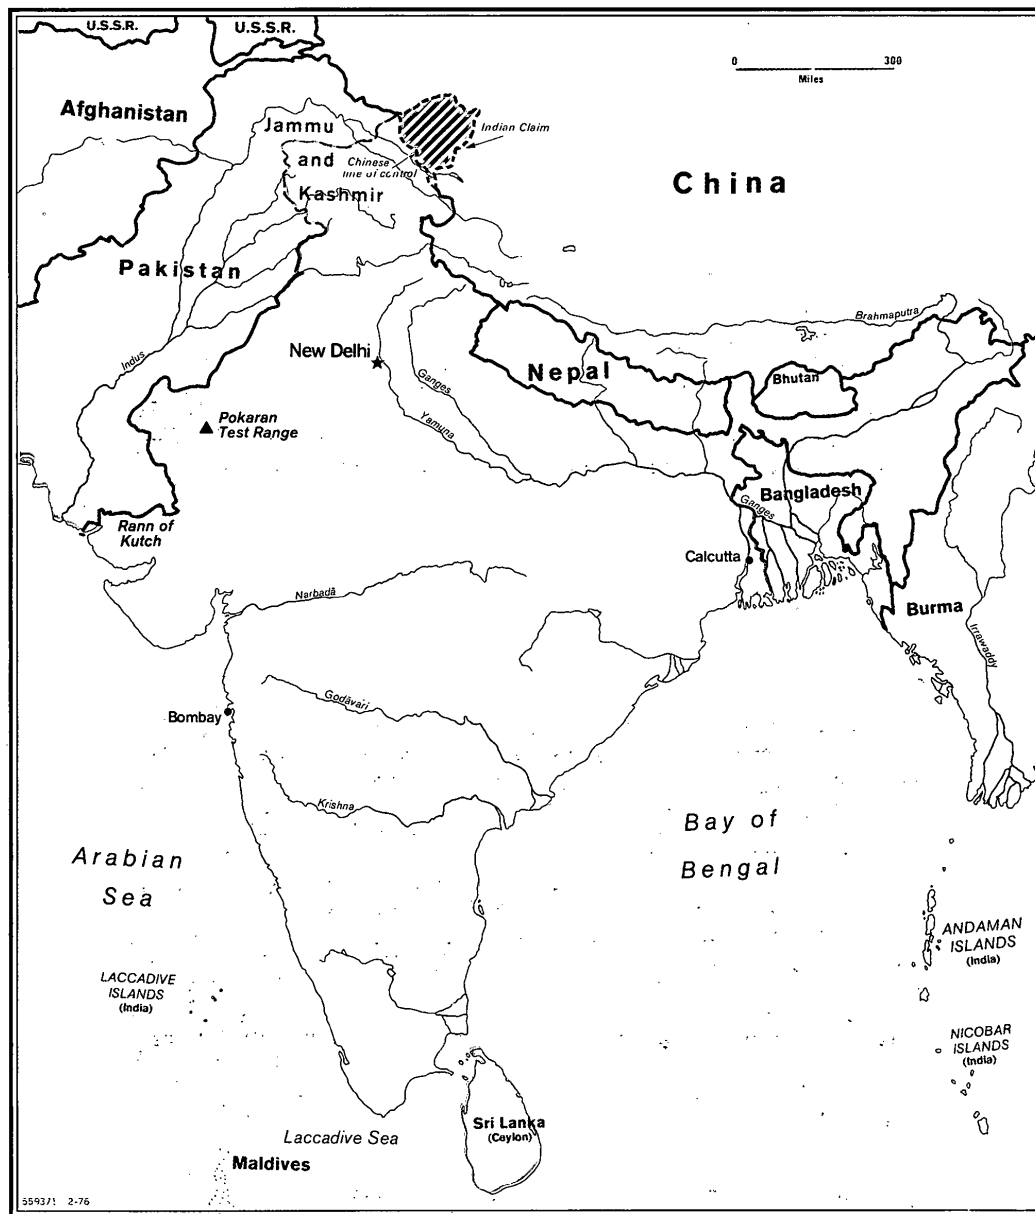 U.S.S.R.
U.S.S.R.
0 300
Miles
Afghanistan
Jammu
and
Kashmir
Indian Claim
Chinese
line of control
China
Pakistan
Brahmaputra
Indus
New Delhi
Ganges
Yamuna
Nepal
Bhutan
Pokaran
Test Range
Bangladesh
Ganges
Rann of
Kutch
Calcutta
Narbadā
Burma
Irrawaddy
Godāvari
Bombay
Krishna
Bay of
Bengal
Arabian
Sea
ANDAMAN
ISLANDS
(India)
LACCADIVE
ISLANDS
(India)
NICOBAR
ISLANDS
(India)
Sri Lanka
(Ceylon)
Laccadive Sea
Maldives
559371 2-76